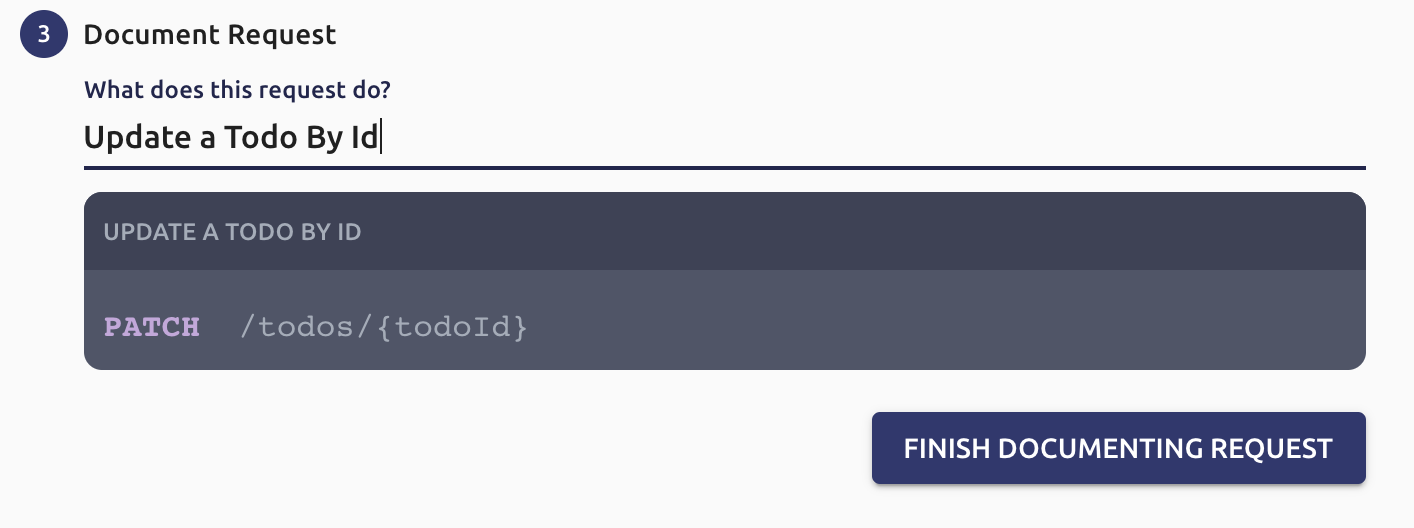 3 Document Request
What does this request do?
Update a Todo By Id
UPDATE A TODO BY ID
PATCH /todos/{todoId}
FINISH DOCUMENTING REQUEST